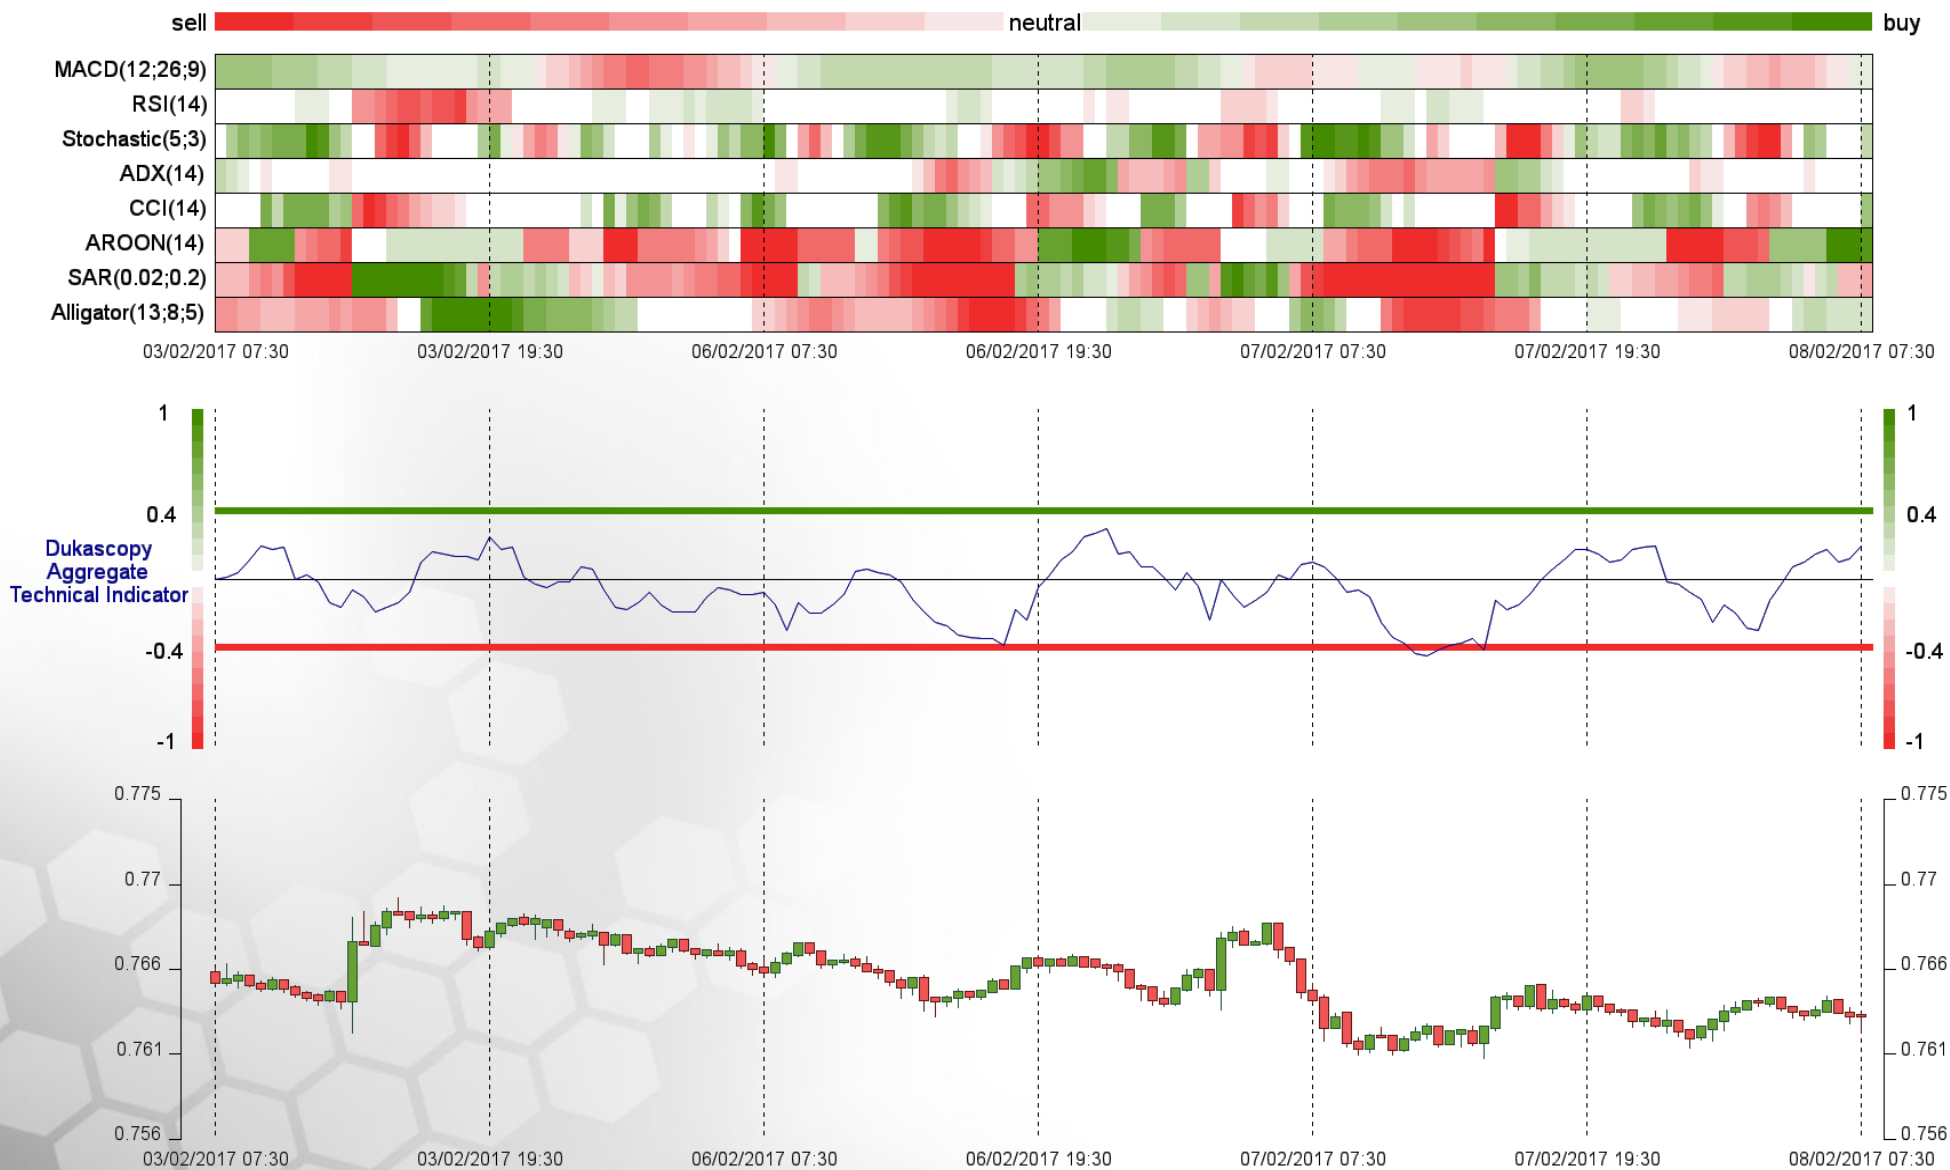 sell neutral buy
MACD(12;26;9)
RSI(14)
Stochastic(5;3)
ADX(14)
CCI(14)
AROON(14)
SAR(0.02;0.2)
Alligator(13;8;5)
03/02/2017 07:30 03/02/2017 19:30 06/02/2017 07:30 06/02/2017 19:30 07/02/2017 07:30 07/02/2017 19:30 08/02/2017 07:30
1 1
0.4 0.4
Dukascopy
Aggregate
Technical Indicator
-0.4 -0.4
-1 -1
0.775 0.775
0.77 0.77
0.766 0.766
0.761 0.761
0.756 0.756
03/02/2017 07:30 03/02/2017 19:30 06/02/2017 07:30 06/02/2017 19:30 07/02/2017 07:30 07/02/2017 19:30 08/02/2017 07:30